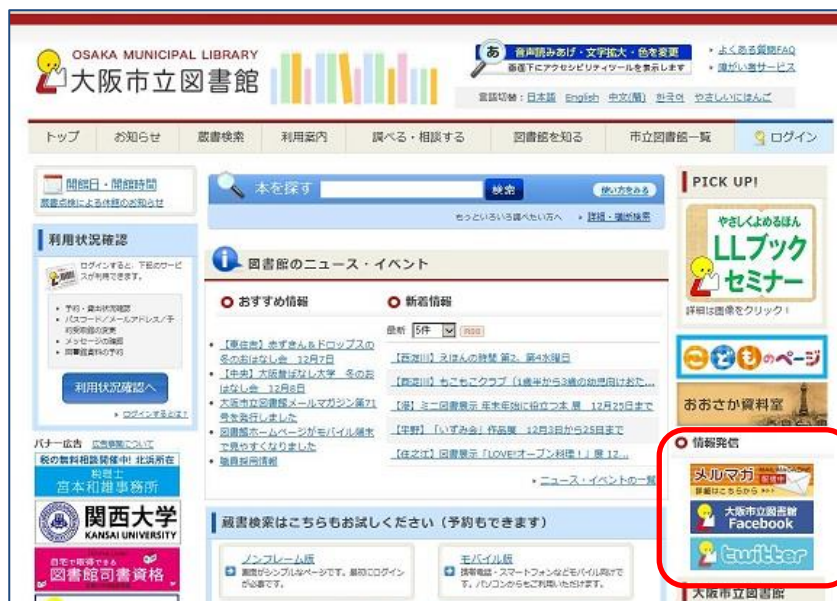 OSAKA MUNICIPAL LIBRARY
大阪市立図書館
あ 音声読みあげ・文字拡大・色を変更
画面下にアクセシビリティツールを表示します
よくある質問FAQ
障がい者サービス
言語切替：日本語 English 中文(簡) 한국어 やさしいにほんご
トップ お知らせ 蔵書検索 利用案内 調べる・相談する 図書館を知る 市立図書館一覧 ログイン
開館日・開館時間
蔵書点検による休館のお知らせ
利用状況確認
ログインすると、下記のサービスが利用できます。
予約・貸出状況確認
パスワード/メールアドレス/予約受取館の変更
メッセージの確認
図書館資料の予約
利用状況確認へ
ログインするとは?
バナー広告 広告事業について
税の無料相談開催中! 北浜所在
税理士
宮本和雄事務所
関西大学
KANSAI UNIVERSITY
自宅で取得できる
図書館司書資格
本を探す 検索 使い方をみる
もっといろいろ調べたい方へ 詳細・横断検索
図書館のニュース・イベント
おすすめ情報
【東住吉】赤ずきん&ドロップスの
冬のおはなし会 12月7日
【中央】大阪昔ばなし大学 冬のお
はなし会 12月8日
大阪市立図書館メールマガジン第71
号を発行しました
図書館ホームページがモバイル端末
で見やすくなりました
職員採用情報
新着情報
最新 5件 RSS
【西淀川】えほんの時間 第2、第4水曜日
【西淀川】もこもこクラブ（1歳半から3歳の幼児向けおた...
【港】ミニ図書展示 年末年始に役立つ本 展 12月25日まで
【平野】「いずみ会」作品展 12月3日から25日まで
【住之江】図書展示「LOVE!オーブン料理!」展 12...
ニュース・イベントの一覧
蔵書検索はこちらもお試しください（予約もできます）
ノンフレーム版
画面がシンプルなページです。最初にログイン
が必要です。
モバイル版
携帯電話・スマートフォンなどモバイル向けで
す。パソコンからもご利用いただけます。
PICK UP!
やさしくよめるほん
LLブック
セミナー
詳細は画像をクリック!
こどものページ
おおさか資料室
情報発信
メルマガ 配信中
詳細はこちらから >>>
大阪市立図書館
Facebook
twitter
大阪市立図書館